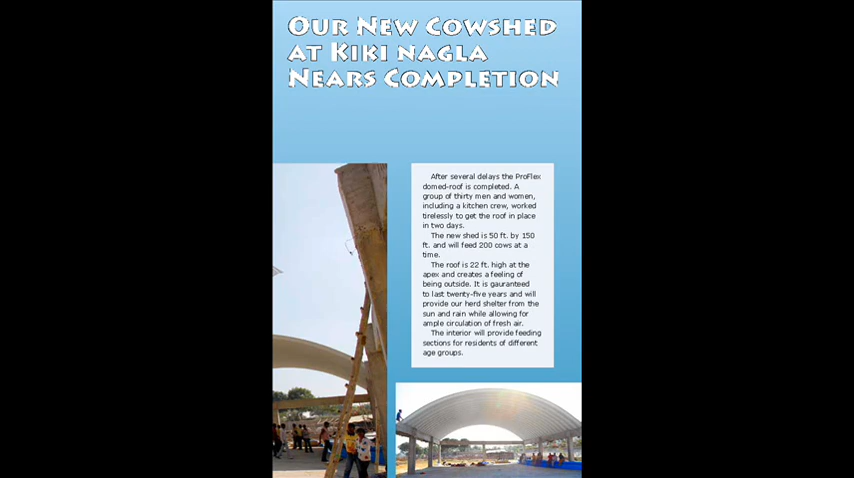 OUR NEW COWSHED
AT KIKI NAGLA
NEARS COMPLETION
After several delays the ProFlex
domed-roof is completed. A
group of thirty men and women,
including a kitchen crew, worked
tirelessly to get the roof in place
in two days.
The new shed is 50 ft. by 150
ft. and will feed 200 cows at a
time.
The roof is 22 ft. high at the
apex and creates a feeling of
being outside. It is gauranteed
to last twenty-five years and will
provide our herd shelter from the
sun and rain while allowing for
ample circulation of fresh air.
The interior will provide feeding
sections for residents of different
age groups.